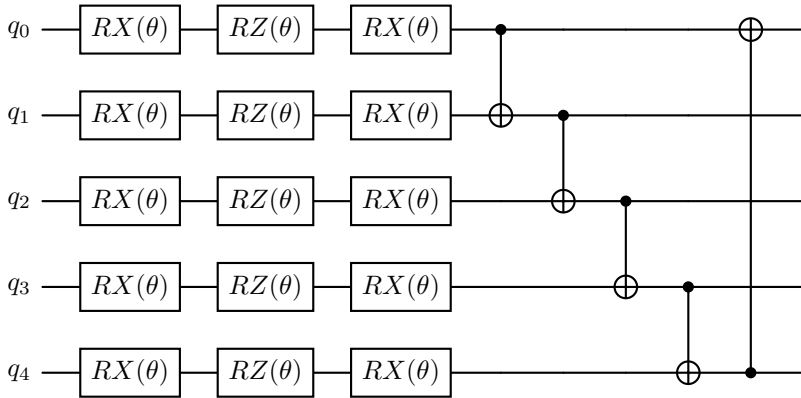 q₀ RX(θ) RZ(θ) RX(θ)
q₁ RX(θ) RZ(θ) RX(θ)
q₂ RX(θ) RZ(θ) RX(θ)
q₃ RX(θ) RZ(θ) RX(θ)
q₄ RX(θ) RZ(θ) RX(θ)